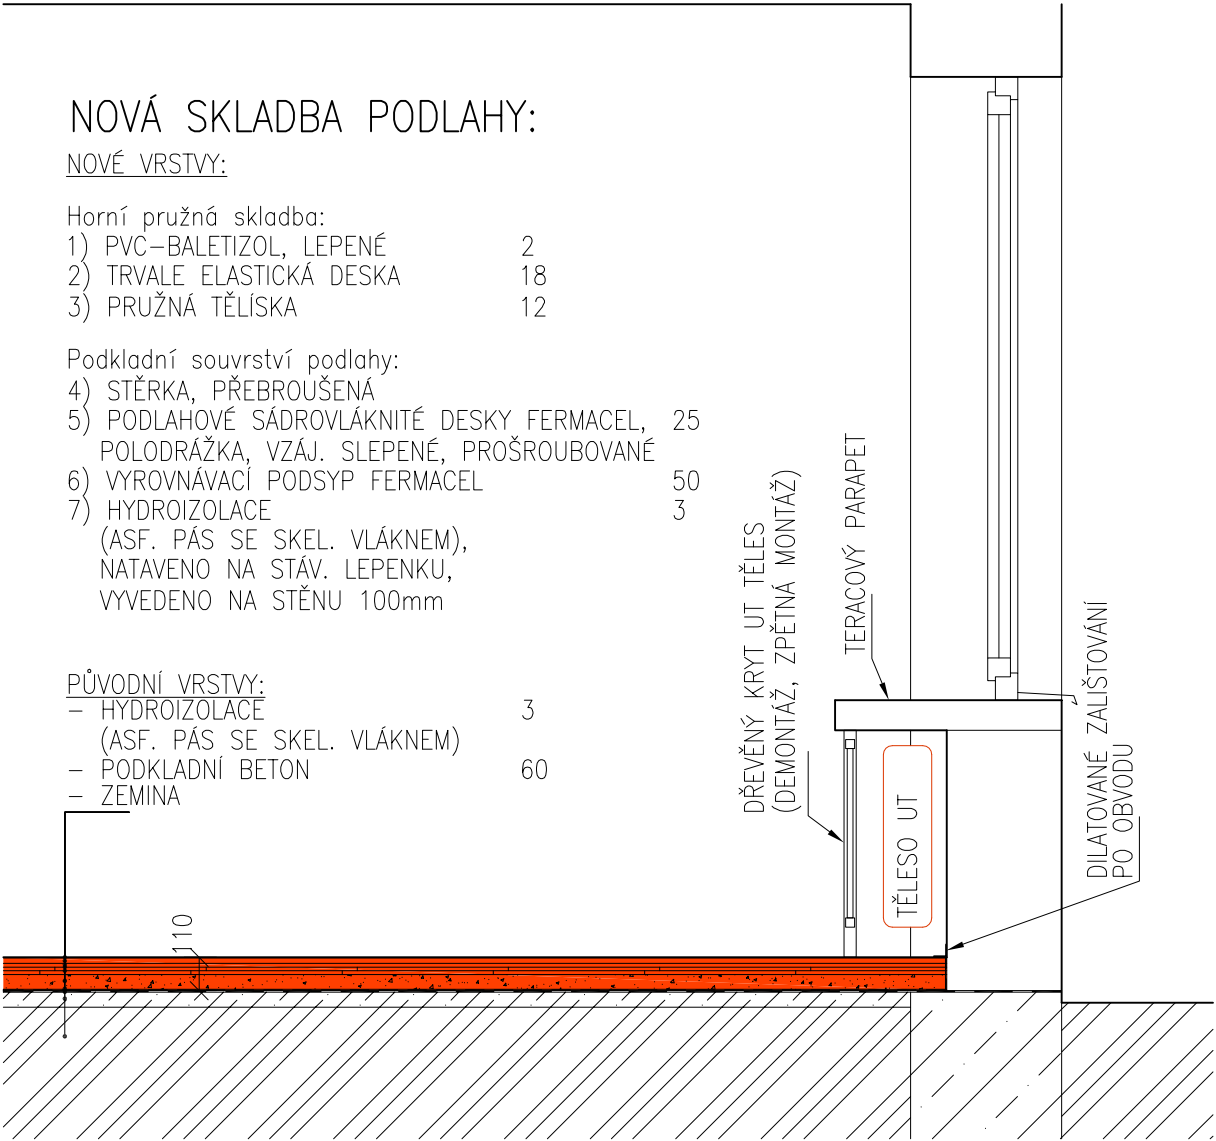 NOVÁ SKLADBA PODLAHY:
NOVÉ VRSTVY:
Horní pružná skladba:
1) PVC-BALETIZOL, LEPENÉ 2
2) TRVALE ELASTICKÁ DESKA 18
3) PRUŽNÁ TĚLÍSKA 12
Podkladní souvrství podlahy:
4) STĚRKA, PŘEBROUŠENÁ
5) PODLAHOVÉ SÁDROVLÁKNITÉ DESKY FERMACEL, 25
POLODRÁŽKA, VZÁJ. SLEPENÉ, PROŠROUBOVANÉ
6) VYROVNÁVACÍ PODSYP FERMACEL 50
7) HYDROIZOLACE 3
(ASF. PÁS SE SKEL. VLÁKNEM),
NATAVENO NA STÁV. LEPENKU,
VYVEDENO NA STĚNU 100mm
PŮVODNÍ VRSTVY:
- HYDROIZOLACE 3
(ASF. PÁS SE SKEL. VLÁKNEM)
- PODKLADNÍ BETON 60
- ZEMINA
110
DŘEVĚNÝ KRYT UT TĚLES
(DEMONTÁŽ, ZPĚTNÁ MONTÁŽ)
TERACOVÝ PARAPET
TĚLESO UT
DILATOVANÉ ZALIŠTOVÁNÍ
PO OBVODU